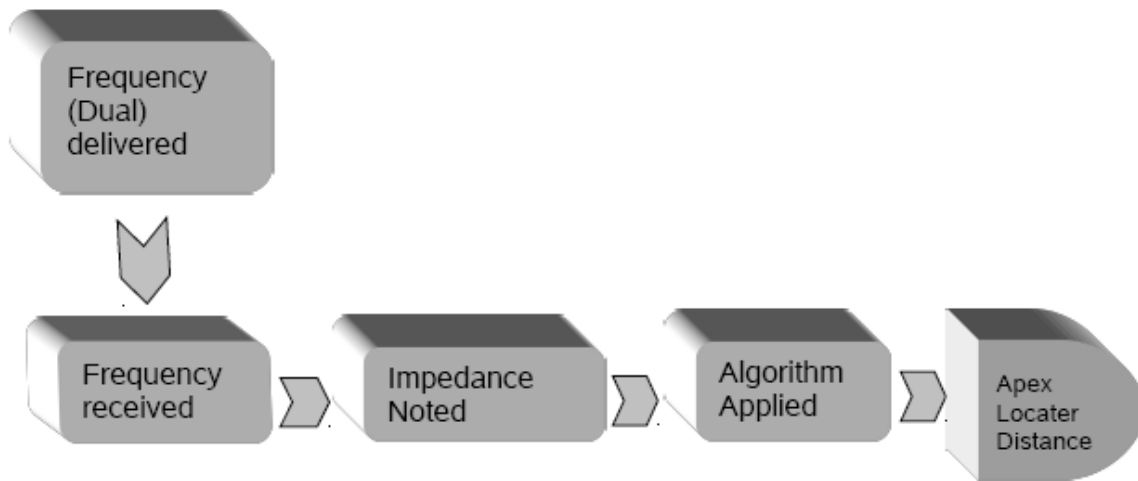 Frequency
(Dual)
delivered
Frequency
received
Impedance
Noted
Algorithm
Applied
Apex
Locater
Distance